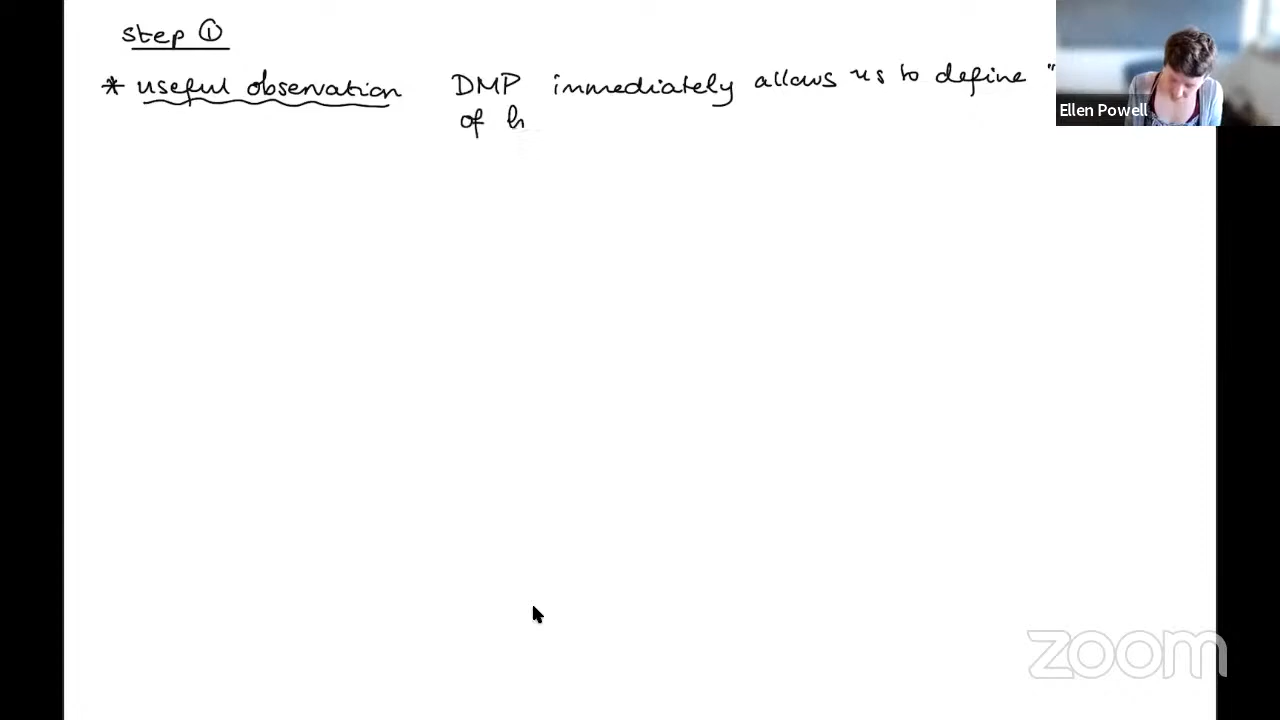 step ①
* useful observation DMP immediately allows us to define "
of h
Ellen Powell
zoom